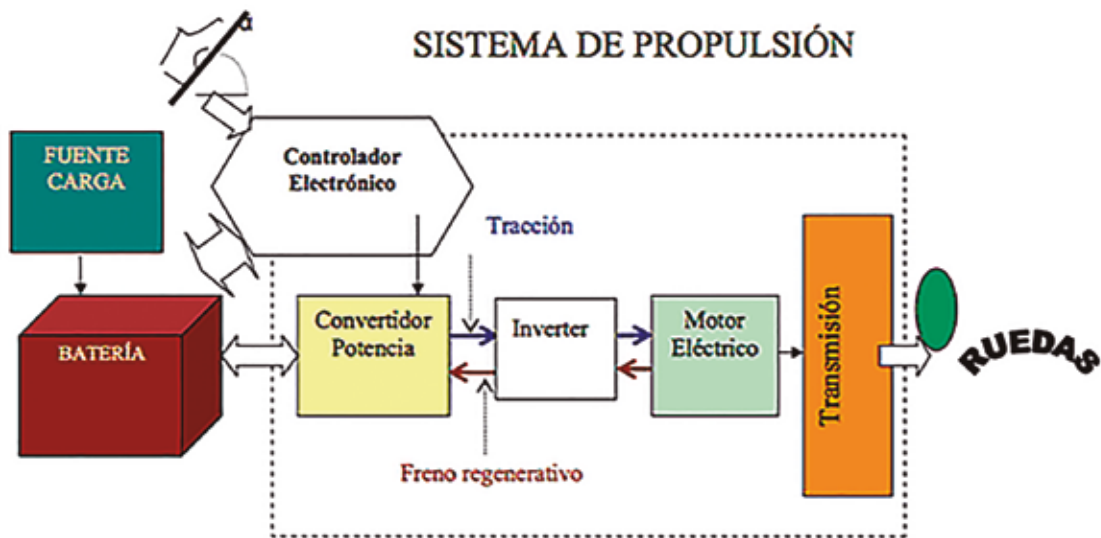 α
SISTEMA DE PROPULSIÓN
FUENTE
CARGA
Controlador
Electrónico
Tracción
BATERÍA
Convertidor
Potencia
Inverter
Motor
Eléctrico
Transmisión
RUEDAS
Freno regenerativo